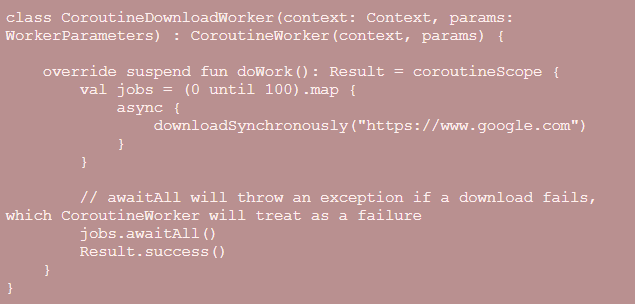 class CoroutineDownloadWorker(context: Context, params:
WorkerParameters) : CoroutineWorker(context, params) {

    override suspend fun doWork(): Result = coroutineScope {
        val jobs = (0 until 100).map {
            async {
                downloadSynchronously("https://www.google.com")
            }
        }

        // awaitAll will throw an exception if a download fails,
which CoroutineWorker will treat as a failure
        jobs.awaitAll()
        Result.success()
    }
}